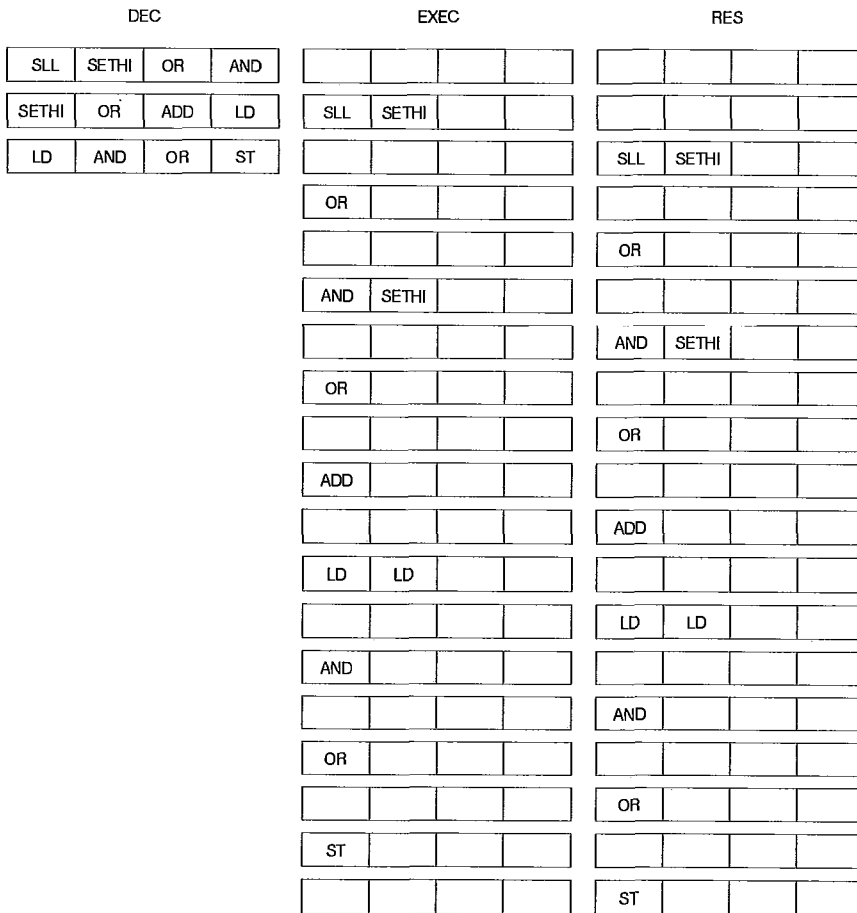 DEC EXEC RES
SLL SETHI OR AND
SETHI OR ADD LD SLL SETHI
LD AND OR ST SLL SETHI
OR
OR
AND SETHI
AND SETHI
OR
OR
ADD
ADD
LD LD
LD LD
AND
AND
OR
OR
ST
ST